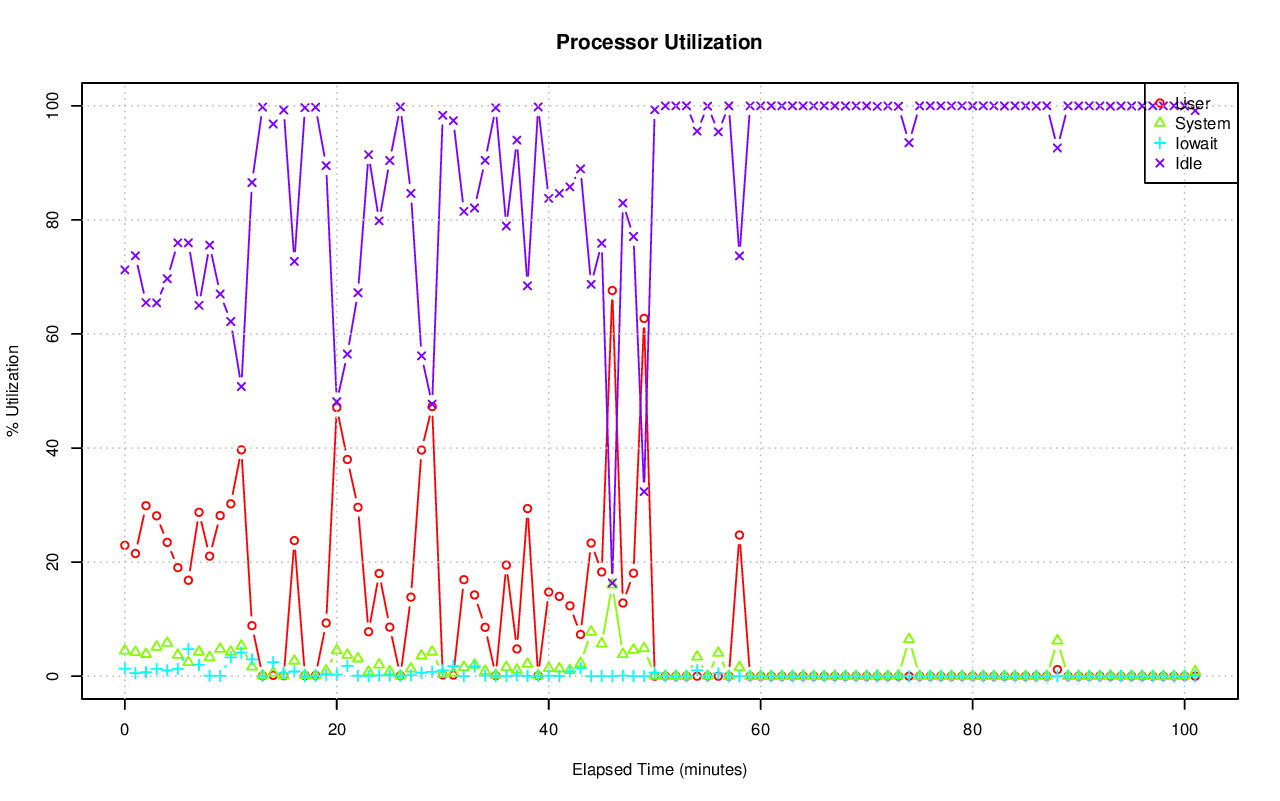 Processor Utilization
% Utilization
100
80
60
40
20
0
User
System
Iowait
Idle
0 20 40 60 80 100
Elapsed Time (minutes)